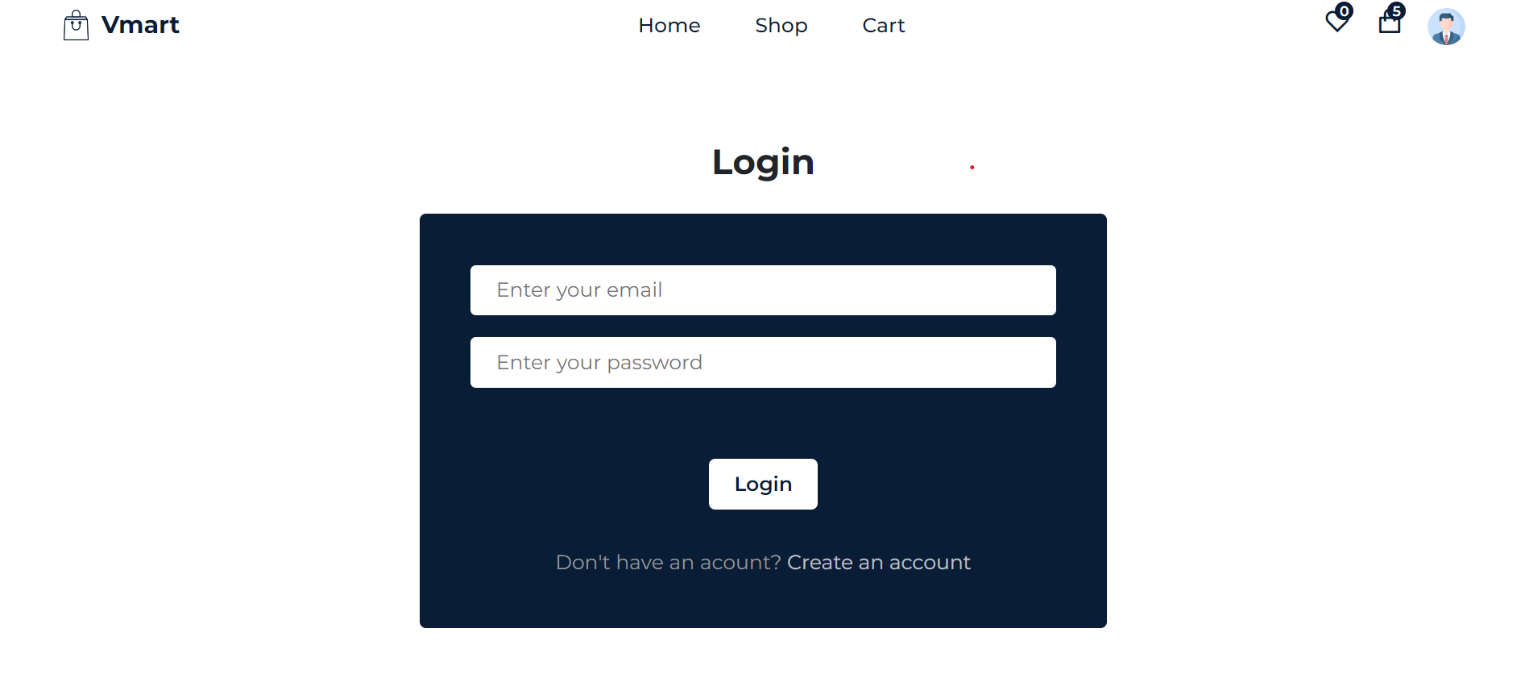 Vmart
Home Shop Cart
0 5
Login
Enter your email
Enter your password
Login
Don't have an acount? Create an account